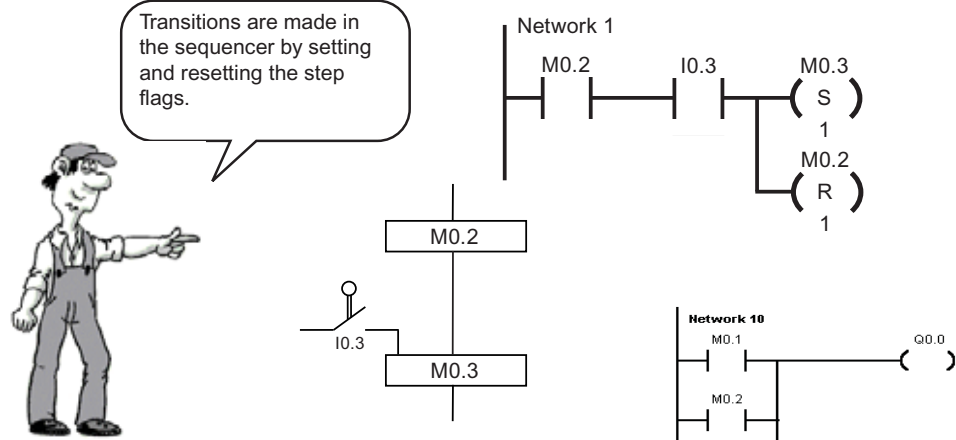 Transitions are made in
the sequencer by setting
and resetting the step
flags.
Network 1
M0.2 I0.3 M0.3
S
1
M0.2
R
1
M0.2
I0.3
M0.3
Network 10
M0.1 Q0.0
M0.2